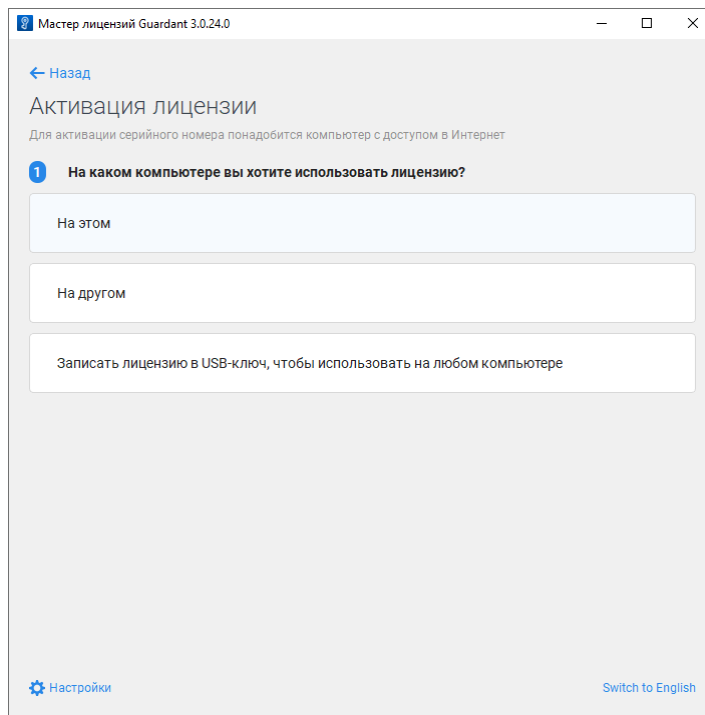 Мастер лицензий Guardant 3.0.24.0
Назад
Активация лицензии
Для активации серийного номера понадобится компьютер с доступом в Интернет
1 На каком компьютере вы хотите использовать лицензию?
На этом
На другом
Записать лицензию в USB-ключ, чтобы использовать на любом компьютере
Настройки
Switch to English